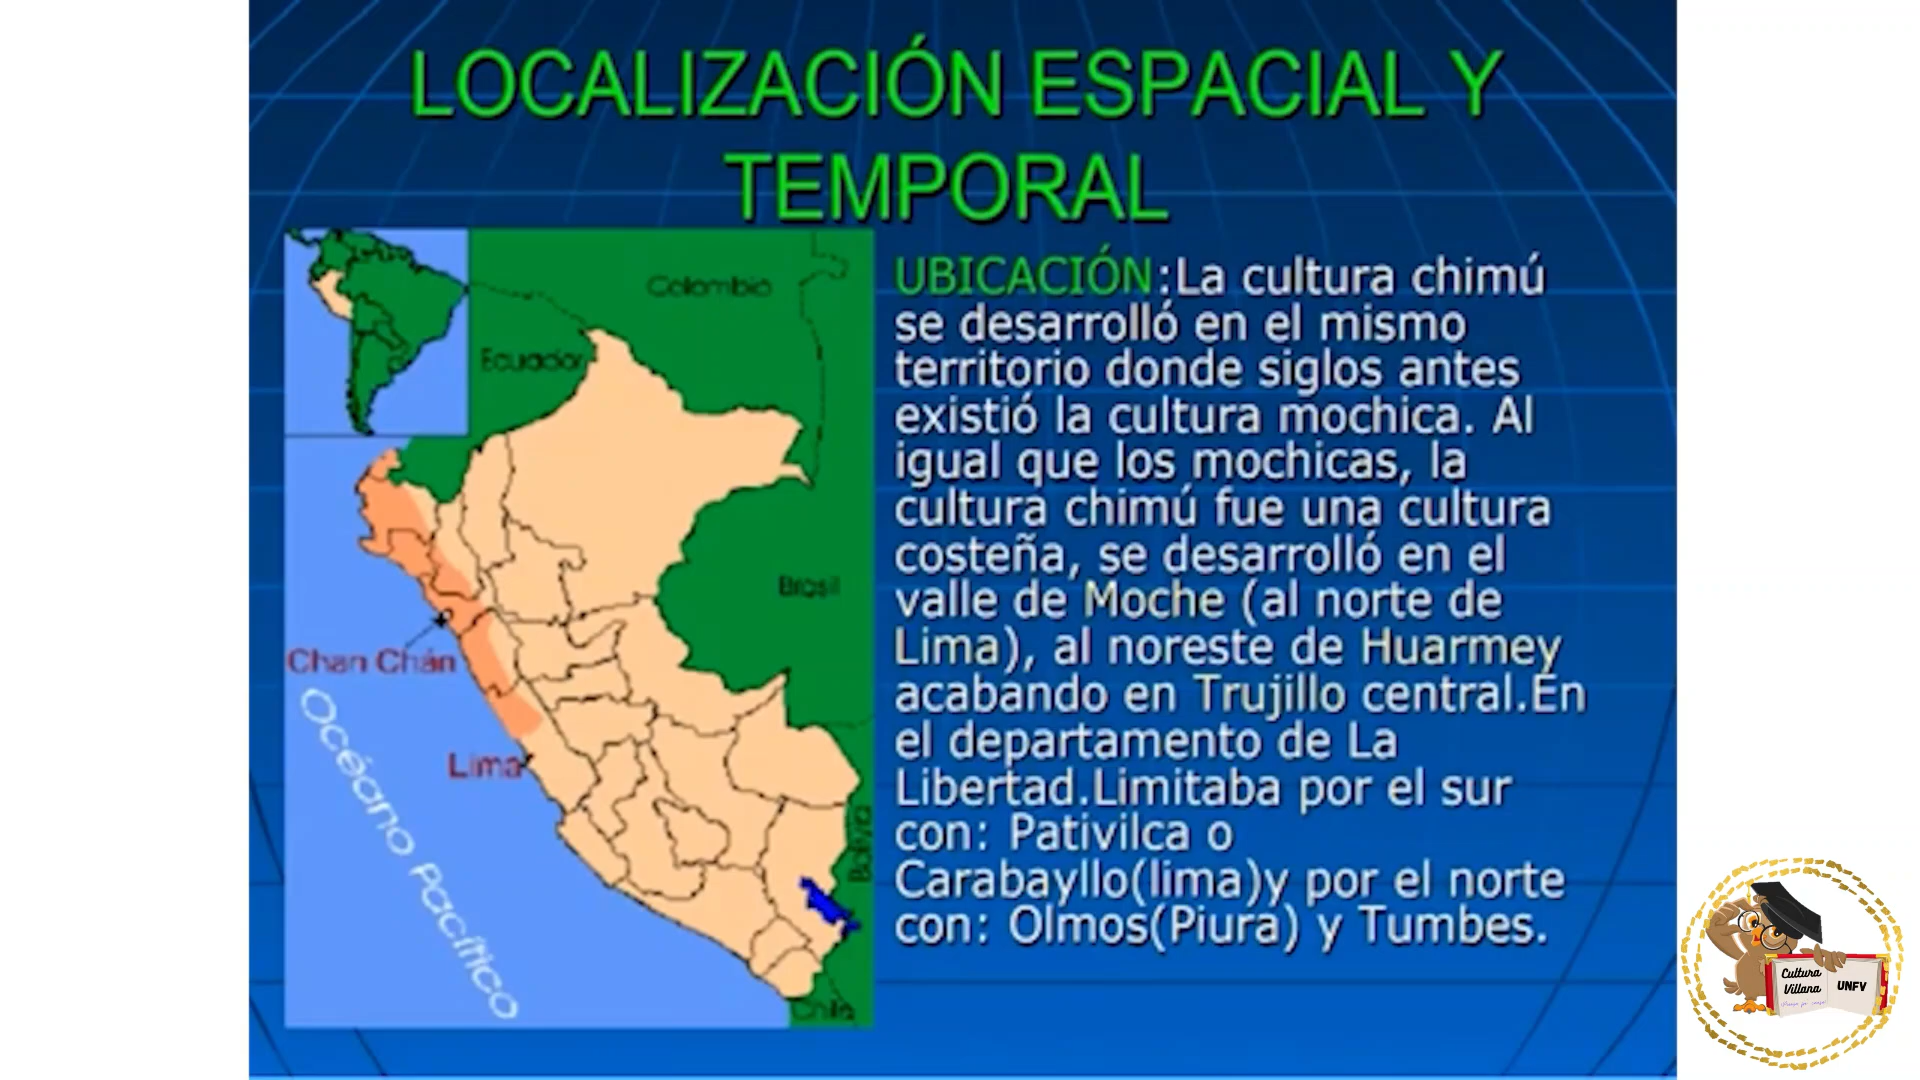 LOCALIZACIÓN ESPACIAL Y
TEMPORAL
UBICACIÓN:La cultura chimú
se desarrolló en el mismo
territorio donde siglos antes
existió la cultura mochica. Al
igual que los mochicas, la
cultura chimú fue una cultura
costeña, se desarrolló en el
valle de Moche (al norte de
Lima), al noreste de Huarmey
acabando en Trujillo central.En
el departamento de La
Libertad.Limitaba por el sur
con: Pativilca o
Carabayllo(lima)y por el norte
con: Olmos(Piura) y Tumbes.
Colombia
Ecuador
Brasil
Chan Chán
Lima
Océano Pacífico
Bolivia
Chile
Cultura
Villana
UNFV